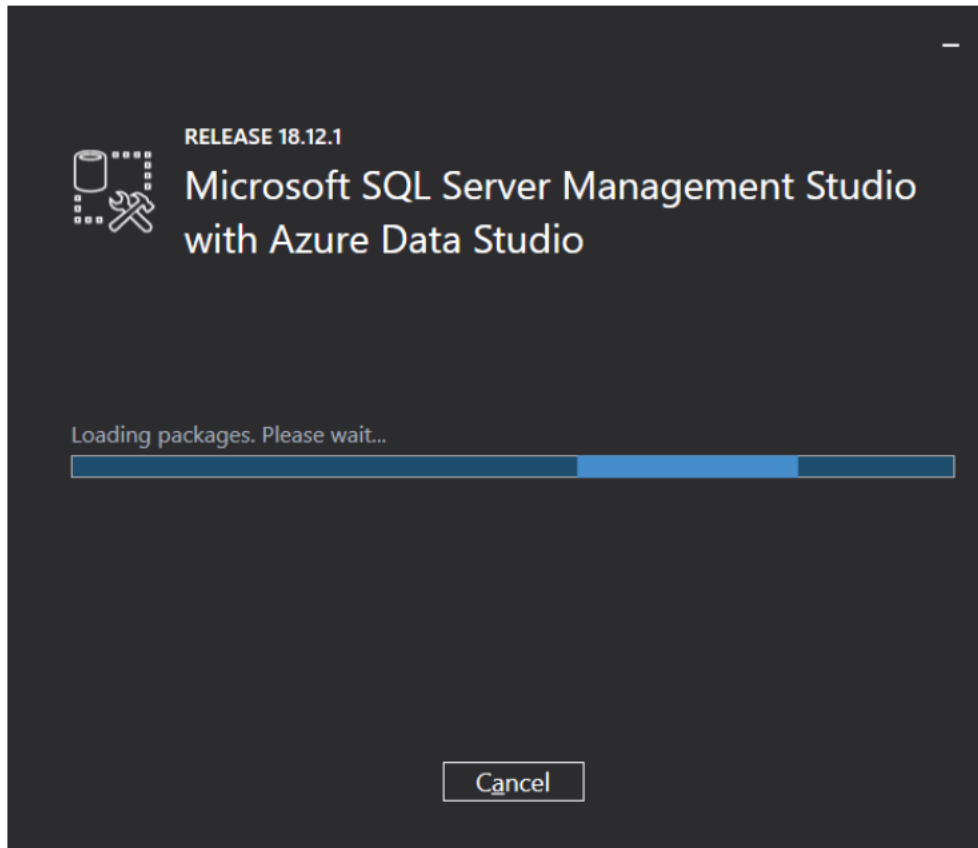 RELEASE 18.12.1
Microsoft SQL Server Management Studio
with Azure Data Studio
Loading packages. Please wait...
Cancel